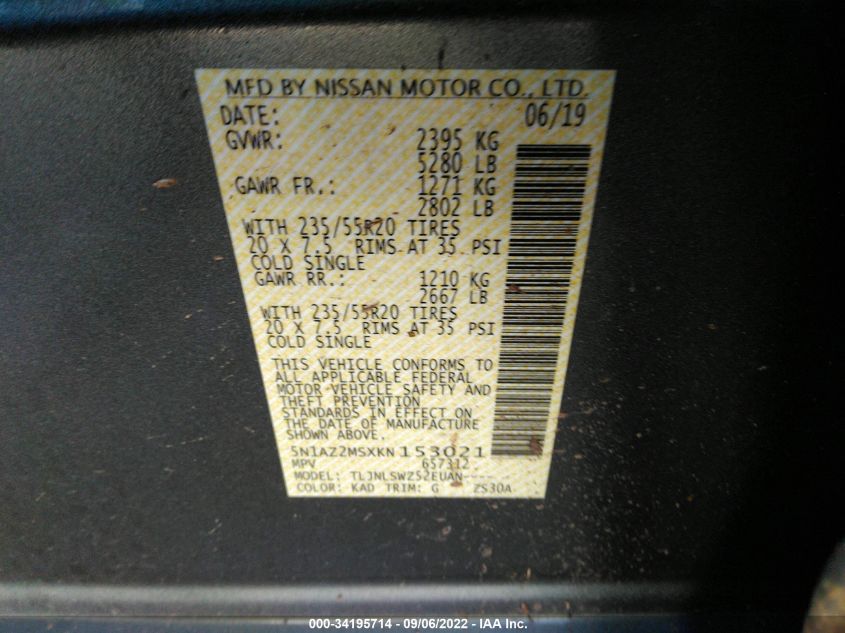 MFD BY NISSAN MOTOR CO., LTD.
DATE: 06/19
GVWR: 2395 KG
5280 LB
GAWR FR.: 1271 KG
2802 LB
WITH 235/55R20 TIRES
20 X 7.5 RIMS AT 35 PSI
COLD SINGLE
GAWR RR.: 1210 KG
2667 LB
WITH 235/55R20 TIRES
20 X 7.5 RIMS AT 35 PSI
COLD SINGLE
THIS VEHICLE CONFORMS TO
ALL APPLICABLE FEDERAL
MOTOR VEHICLE SAFETY AND
THEFT PREVENTION
STANDARDS IN EFFECT ON
THE DATE OF MANUFACTURE
SHOWN ABOVE.
5N1AZ2MSXKN153021
MPV 657312
MODEL: TLJNLSWZ52EUAN------
COLOR: KAD TRIM: G ZS30A
000-34195714 - 09/06/2022 - IAA Inc.